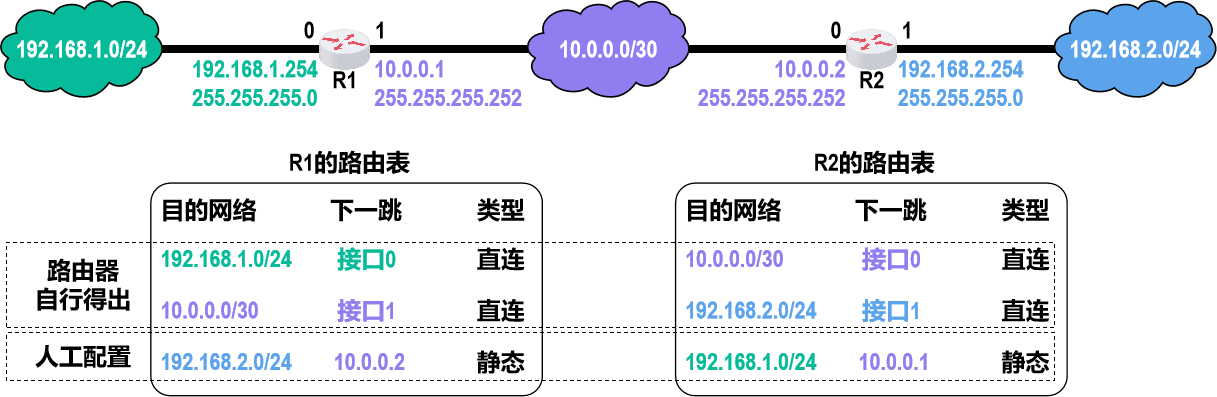 0 1 0 1
192.168.1.0/24 10.0.0.0/30 192.168.2.0/24
192.168.1.254 R1 10.0.0.1 10.0.0.2 R2 192.168.2.254
255.255.255.0 255.255.255.252 255.255.255.252 255.255.255.0
R1的路由表 R2的路由表
目的网络 下一跳 类型 目的网络 下一跳 类型
路由器
自行得出
192.168.1.0/24 接口0 直连 10.0.0.0/30 接口0 直连
10.0.0.0/30 接口1 直连 192.168.2.0/24 接口1 直连
人工配置 192.168.2.0/24 10.0.0.2 静态 192.168.1.0/24 10.0.0.1 静态